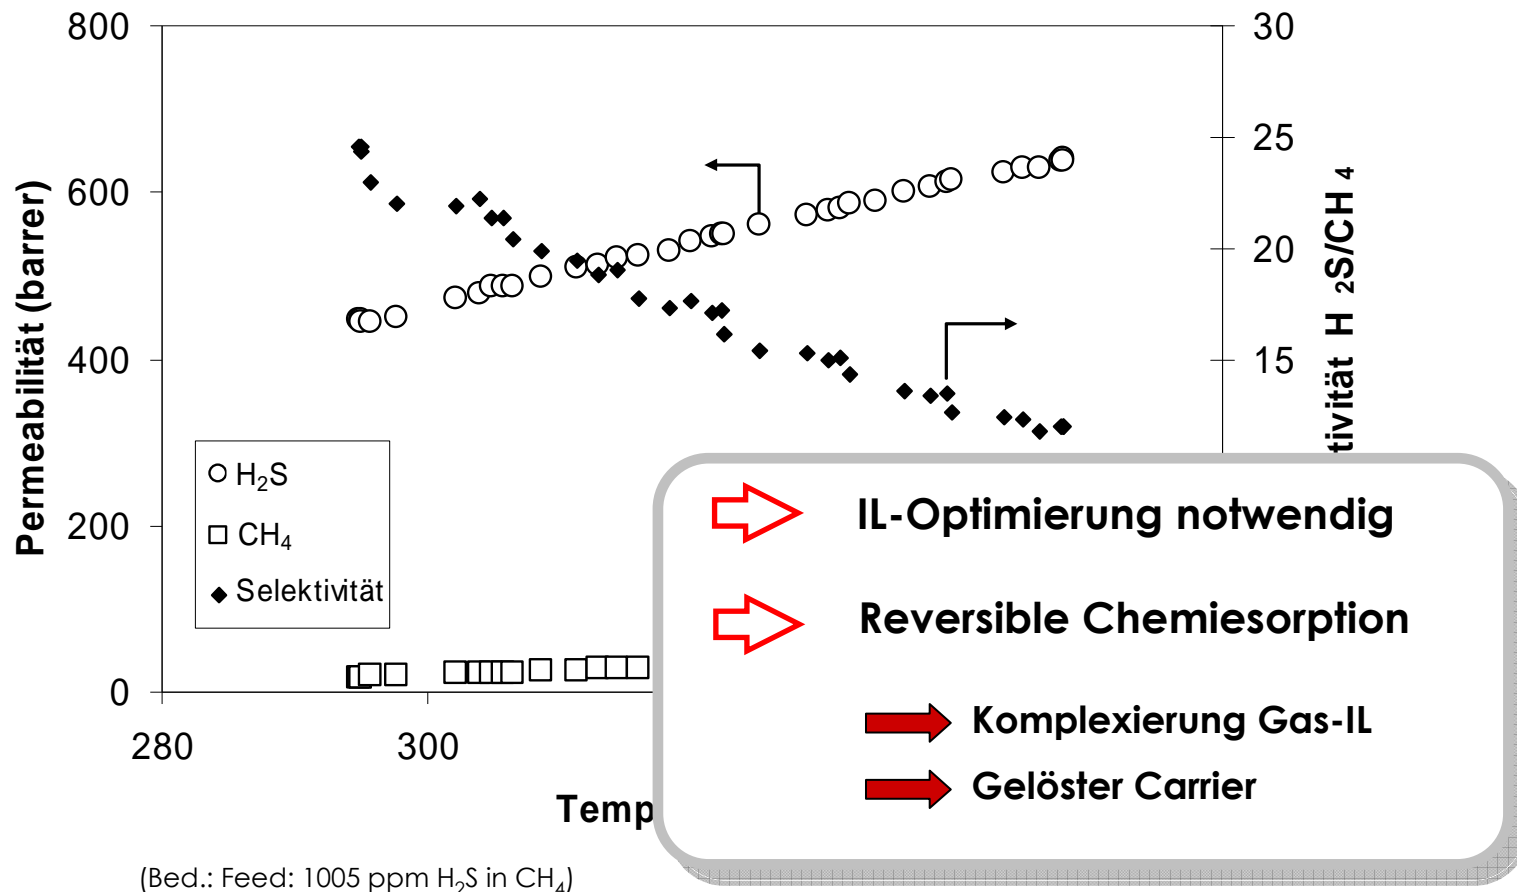 800
600
400
200
0
30
25
20
15
280
300
Permeabilität (barrer)
tivität H 2S/CH 4
Temp
H₂S
CH₄
Selektivität
IL-Optimierung notwendig
Reversible Chemiesorption
Komplexierung Gas-IL
Gelöster Carrier
(Bed.: Feed: 1005 ppm H₂S in CH₄)